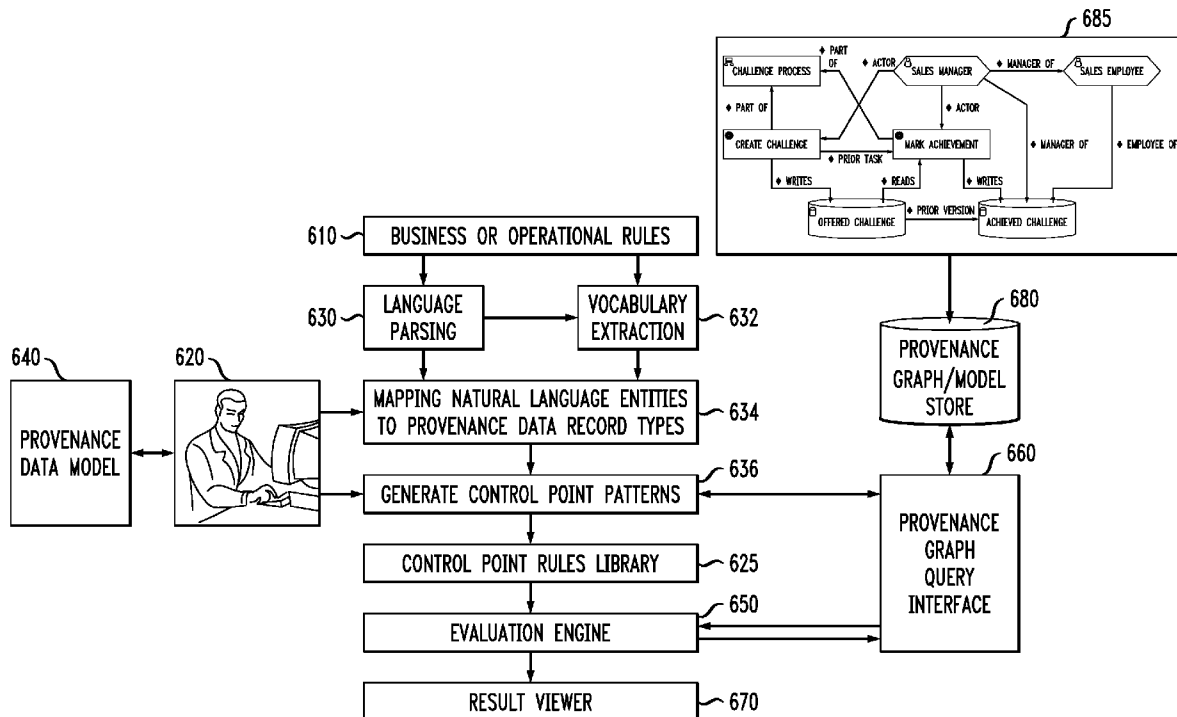 685
♦ PART OF
CHALLENGE PROCESS
♦ ACTOR
SALES MANAGER
♦ MANAGER OF
SALES EMPLOYEE
♦ PART OF
♦ ACTOR
CREATE CHALLENGE
MARK ACHIEVEMENT
♦ MANAGER OF
♦ EMPLOYEE OF
♦ PRIOR TASK
♦ WRITES
♦ READS
♦ WRITES
OFFERED CHALLENGE
♦ PRIOR VERSION
ACHIEVED CHALLENGE
610
BUSINESS OR OPERATIONAL RULES
630
LANGUAGE
PARSING
VOCABULARY
EXTRACTION
632
680
PROVENANCE
GRAPH/MODEL
STORE
640
PROVENANCE
DATA MODEL
620
MAPPING NATURAL LANGUAGE ENTITIES
TO PROVENANCE DATA RECORD TYPES
634
636
GENERATE CONTROL POINT PATTERNS
660
PROVENANCE
GRAPH
QUERY
INTERFACE
CONTROL POINT RULES LIBRARY
625
650
EVALUATION ENGINE
RESULT VIEWER
670